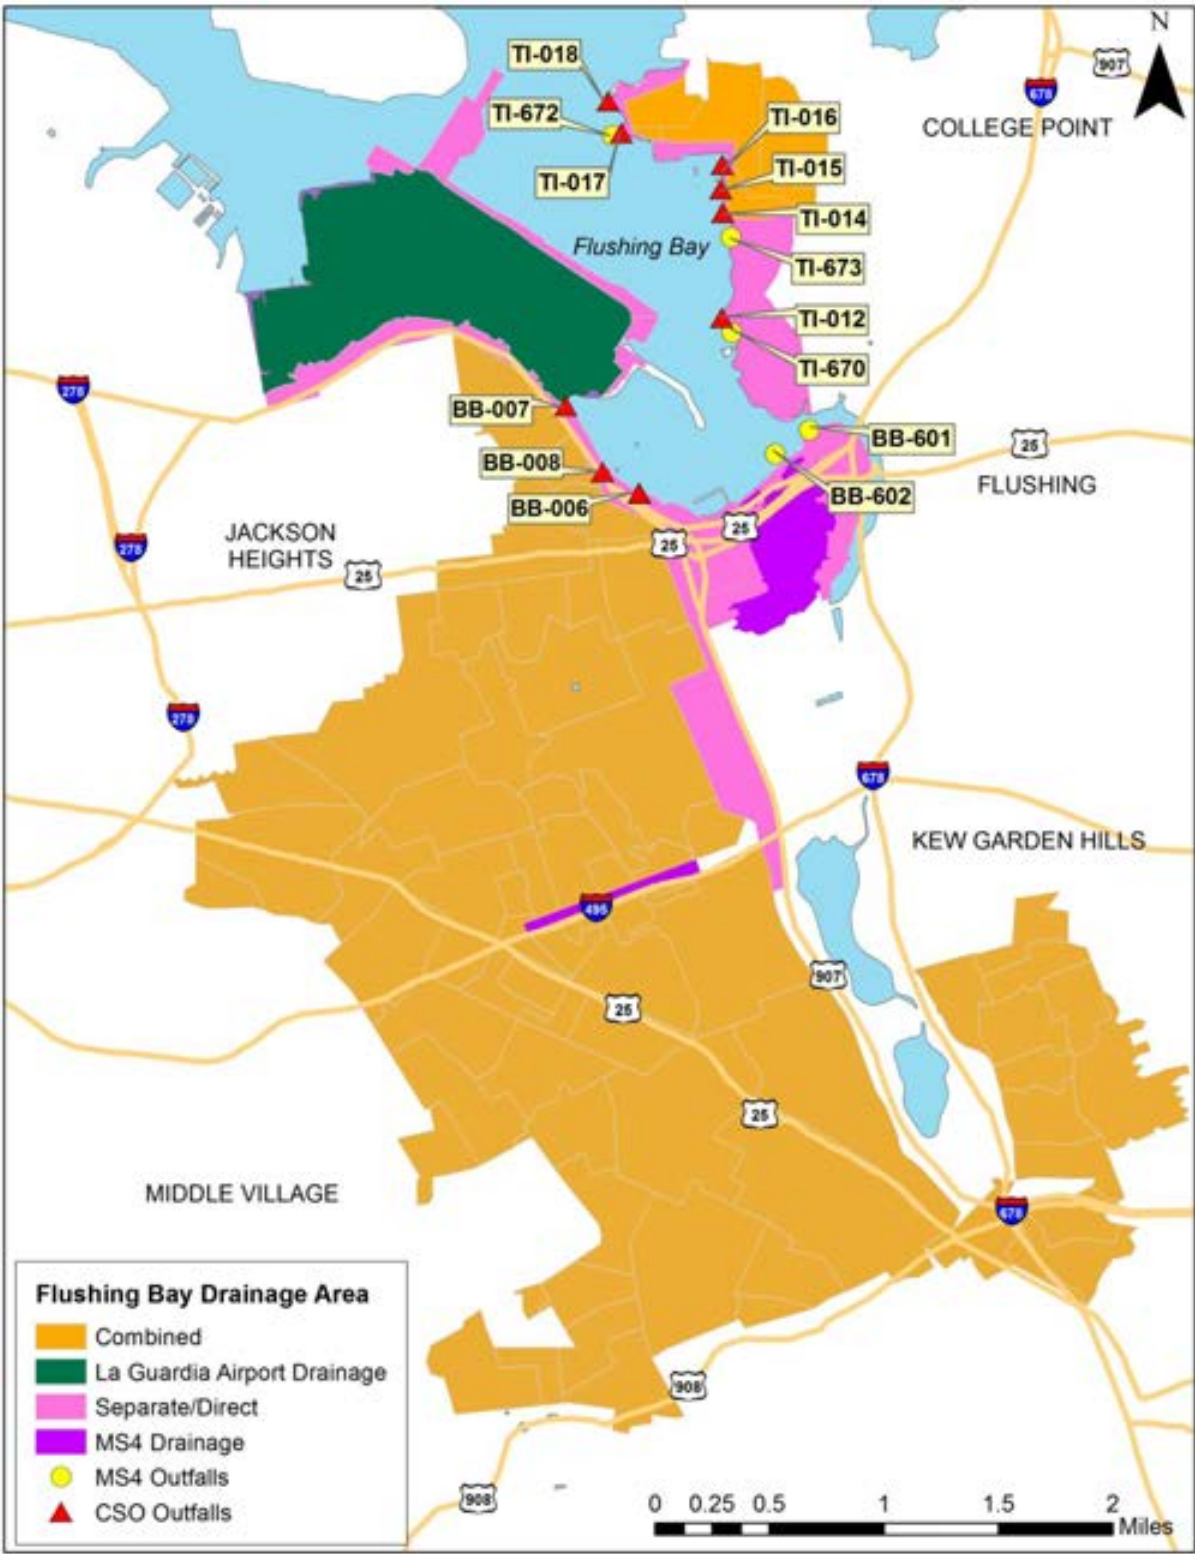 N
907
678
COLLEGE POINT
TI-018
TI-672
TI-016
TI-015
TI-017
TI-014
Flushing Bay
TI-673
TI-012
TI-670
278
BB-007
BB-601
25
BB-008
FLUSHING
BB-602
BB-006
25
25
JACKSON
HEIGHTS
278
25
278
678
KEW GARDEN HILLS
495
907
25
25
MIDDLE VILLAGE
678
Flushing Bay Drainage Area
Combined
La Guardia Airport Drainage
Separate/Direct
MS4 Drainage
MS4 Outfalls
CSO Outfalls
908
908
0 0.25 0.5 1 1.5 2
Miles